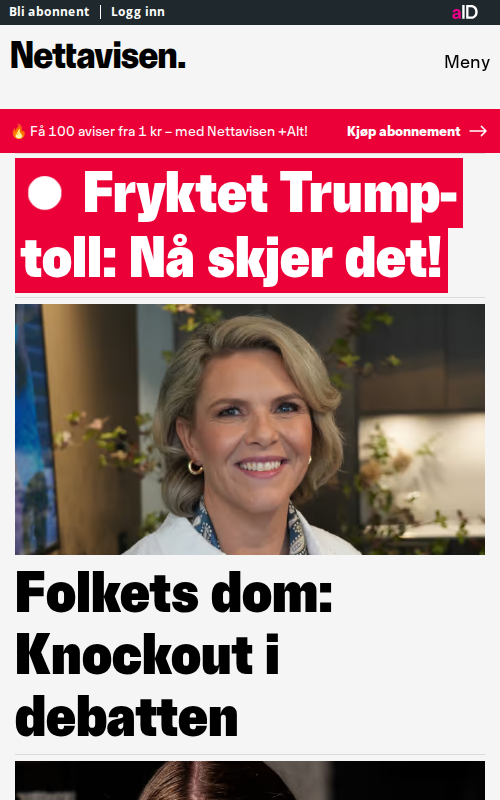 Bli abonnent | Logg inn
aID
Nettavisen.
Meny
🔥 Få 100 aviser fra 1 kr – med Nettavisen +Alt!
Kjøp abonnement →
Fryktet Trump-
toll: Nå skjer det!
Folkets dom:
Knockout i
debatten